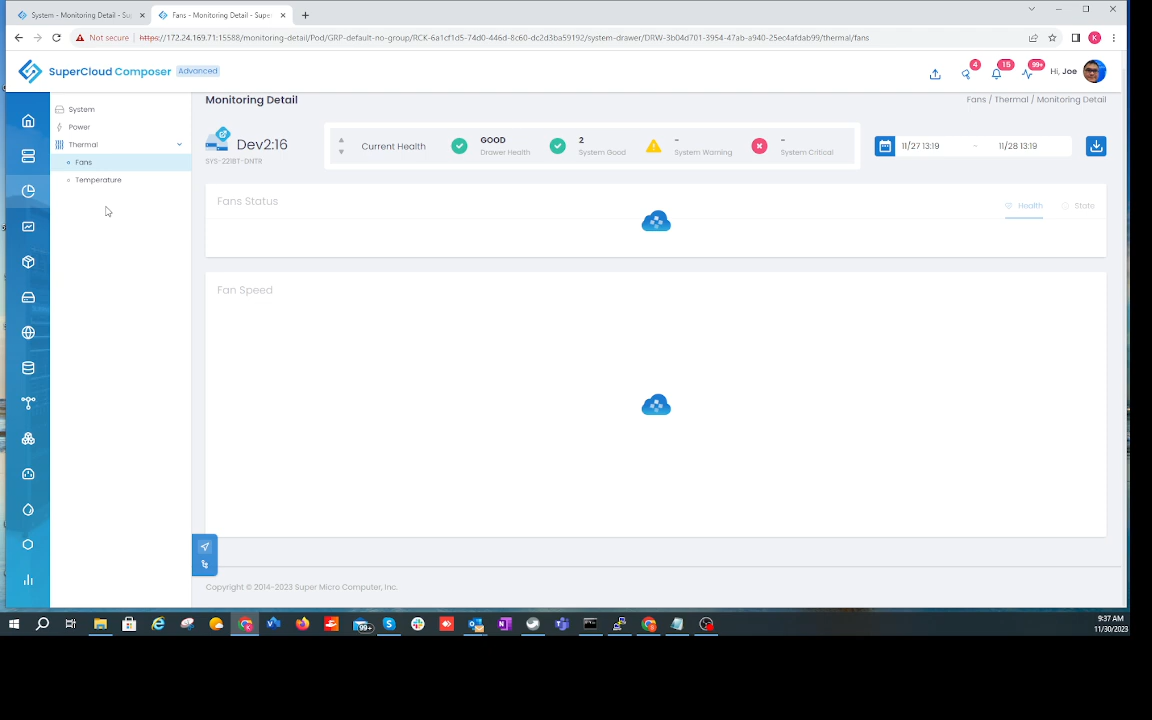 System - Monitoring Detail - Su
Fans - Monitoring Detail - Supe
Not secure
https://172.24.169.71:15588/monitoring-detail/Pod/GRP-default-no-group/RCK-6a1cf1d5-74d0-446d-8c60-dc2d3ba59192/system-drawer/DRW-3b04d701-3954-47ab-a940-25ec4afdab99/thermal/fans
SuperCloud Composer Advanced
4
15
99+
Hi, Joe
System
Power
Thermal
Fans
Temperature
Monitoring Detail
Fans / Thermal / Monitoring Detail
Dev2:16
SYS-221BT-DNTR
Current Health
GOOD
Drawer Health
2
System Good
-
System Warning
-
System Critical
11/27 13:19 - 11/28 13:19
Fans Status
Health
State
Fan Speed
Copyright © 2014-2023 Super Micro Computer, Inc.
99+
9:37 AM
11/30/2023